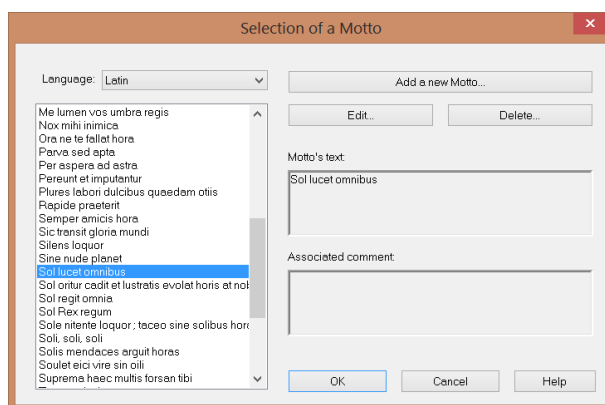 Selection of a Motto
x
Language: Latin
Add a new Motto...
Edit...
Delete...
Me lumen vos umbra regis
Nox mihi inimica
Ora ne te fallat hora
Parva sed apta
Per aspera ad astra
Pereunt et imputantur
Plures labori dulcibus quaedam otiis
Rapide praeterit
Semper amicis hora
Sic transit gloria mundi
Silens loquor
Sine nude planet
Sol lucet omnibus
Sol oritur cadit et lustratis evolat horis at nob
Sol regit omnia
Sol Rex regum
Sole nitente loquor; taceo sine solibus hora
Soli, soli, soli
Solis mendaces arguit horas
Soulet eici vire sin oili
Suprema haec multis forsan tibi
Motto's text:
Sol lucet omnibus
Associated comment:
OK
Cancel
Help